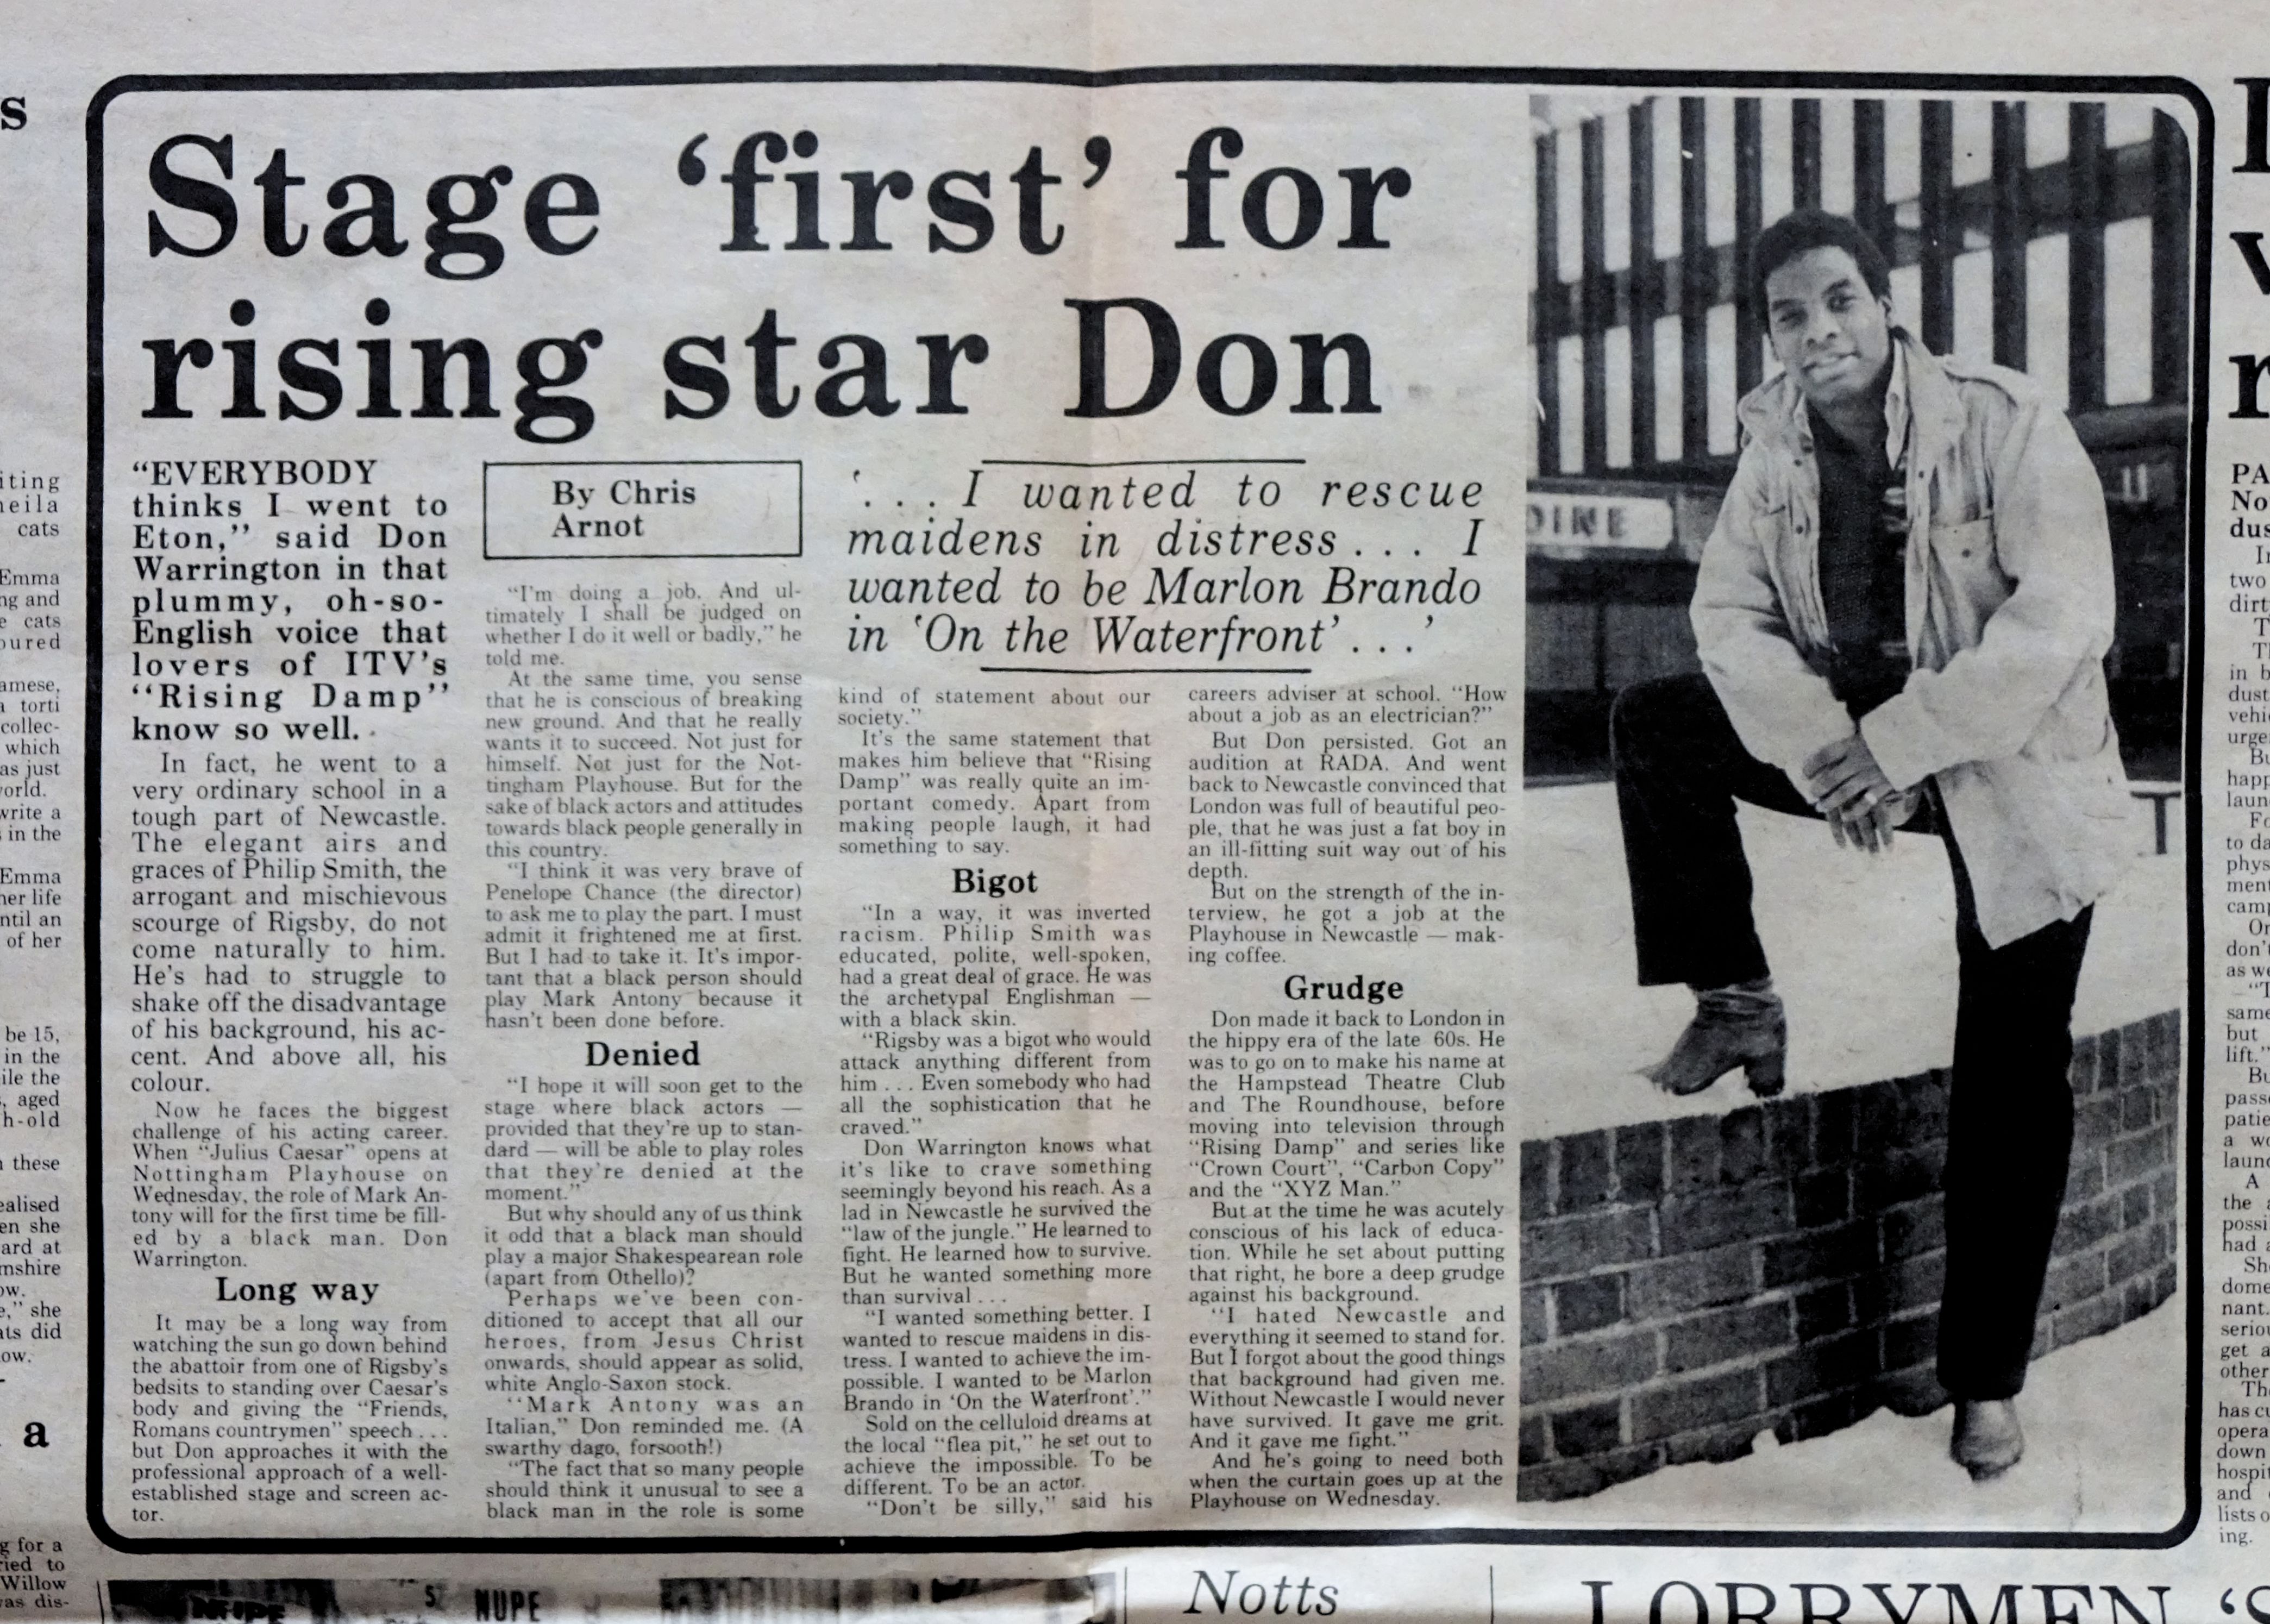 Stage ‘first’ for
rising star Don
“EVERYBODY
thinks I went to
Eton,” said Don
Warrington in that
plummy, oh-so-
English voice that
lovers of ITV’s
“Rising Damp”
know so well.
In fact, he went to a
very ordinary school in a
tough part of Newcastle.
The elegant airs and
graces of Philip Smith, the
arrogant and mischievous
scourge of Rigsby, do not
come naturally to him.
He’s had to struggle to
shake off the disadvantage
of his background, his ac-
cent. And above all, his
colour.
Now he faces the biggest
challenge of his acting career.
When “Julius Caesar” opens at
Nottingham Playhouse on
Wednesday, the role of Mark An-
tony will for the first time be fill-
ed by a black man. Don
Warrington.
Long way
It may be a long way from
watching the sun go down behind
the abattoir from one of Rigsby’s
bedsits to standing over Caesar’s
body and giving the “Friends,
Romans countrymen” speech . . .
but Don approaches it with the
professional approach of a well-
established stage and screen ac-
tor.
By Chris
Arnot
“I’m doing a job. And ul-
timately I shall be judged on
whether I do it well or badly,” he
told me.
At the same time, you sense
that he is conscious of breaking
new ground. And that he really
wants it to succeed. Not just for
himself. Not just for the Not-
tingham Playhouse. But for the
sake of black actors and attitudes
towards black people generally in
this country.
“I think it was very brave of
Penelope Chance (the director)
to ask me to play the part. I must
admit it frightened me at first.
But I had to take it. It’s impor-
tant that a black person should
play Mark Antony because it
hasn’t been done before.
Denied
“I hope it will soon get to the
stage where black actors —
provided that they’re up to stan-
dard — will be able to play roles
that they’re denied at the
moment.”
But why should any of us think
it odd that a black man should
play a major Shakespearean role
(apart from Othello)?
Perhaps we’ve been con-
ditioned to accept that all our
heroes, from Jesus Christ
onwards, should appear as solid,
white Anglo-Saxon stock.
“Mark Antony was an
Italian,” Don reminded me. (A
swarthy dago, forsooth!)
“The fact that so many people
should think it unusual to see a
black man in the role is some
‘. . . I wanted to rescue
maidens in distress . . . I
wanted to be Marlon Brando
in ‘On the Waterfront’ . . . ’
kind of statement about our
society.”
It’s the same statement that
makes him believe that “Rising
Damp” was really quite an im-
portant comedy. Apart from
making people laugh, it had
something to say.
Bigot
“In a way, it was inverted
racism. Philip Smith was
educated, polite, well-spoken,
had a great deal of grace. He was
the archetypal Englishman —
with a black skin.
“Rigsby was a bigot who would
attack anything different from
him . . . Even somebody who had
all the sophistication that he
craved.”
Don Warrington knows what
it’s like to crave something
seemingly beyond his reach. As a
lad in Newcastle he survived the
“law of the jungle.” He learned to
fight. He learned how to survive.
But he wanted something more
than survival . . .
“I wanted something better. I
wanted to rescue maidens in dis-
tress. I wanted to achieve the im-
possible. I wanted to be Marlon
Brando in ‘On the Waterfront’.”
Sold on the celluloid dreams at
the local “flea pit,” he set out to
achieve the impossible. To be
different. To be an actor.
“Don’t be silly,” said his
careers adviser at school. “How
about a job as an electrician?”
But Don persisted. Got an
audition at RADA. And went
back to Newcastle convinced that
London was full of beautiful peo-
ple, that he was just a fat boy in
an ill-fitting suit way out of his
depth.
But on the strength of the in-
terview, he got a job at the
Playhouse in Newcastle — mak-
ing coffee.
Grudge
Don made it back to London in
the hippy era of the late 60s. He
was to go on to make his name at
the Hampstead Theatre Club
and The Roundhouse, before
moving into television through
“Rising Damp” and series like
“Crown Court”, “Carbon Copy”
and the “XYZ Man.”
But at the time he was acutely
conscious of his lack of educa-
tion. While he set about putting
that right, he bore a deep grudge
against his background.
“I hated Newcastle and
everything it seemed to stand for.
But I forgot about the good things
that background had given me.
Without Newcastle I would never
have survived. It gave me grit.
And it gave me fight.”
And he’s going to need both
when the curtain goes up at the
Playhouse on Wednesday.
NUPE
Notts
LORRYMEN